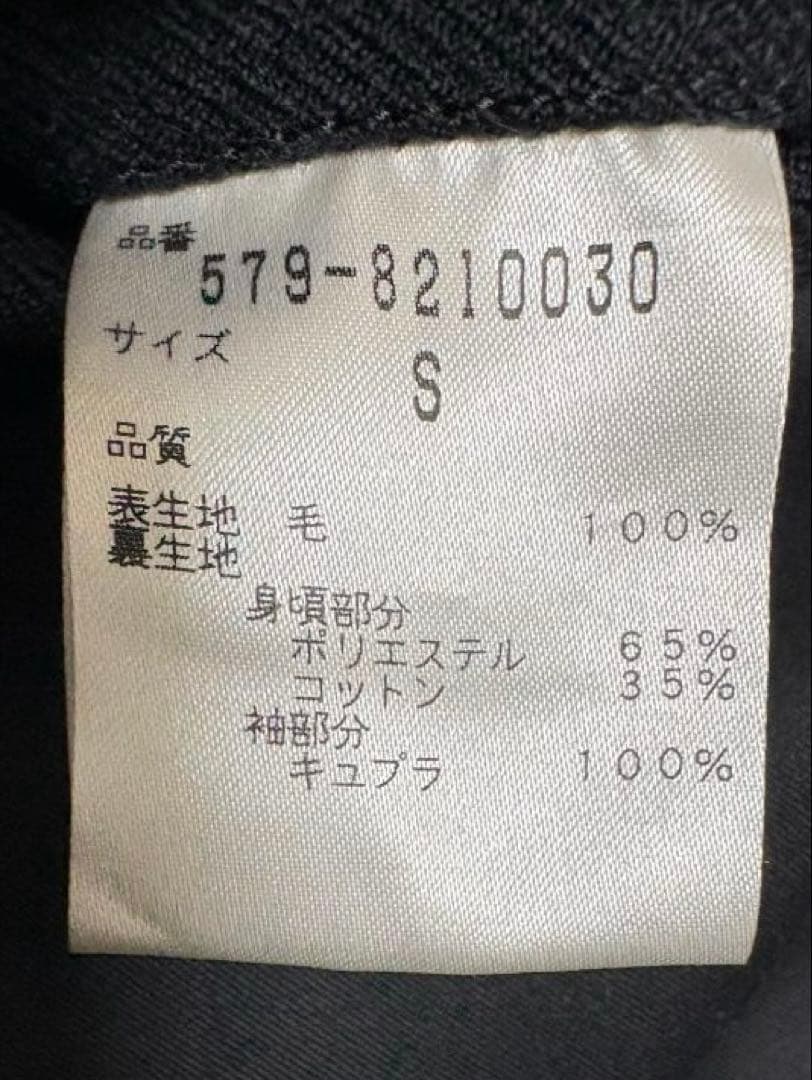 品番 579-8210030
サイズ
S
品質
表生地 毛 100%
裏生地
身頃部分
ポリエステル 65%
コットン 35%
袖部分
キュプラ 100%